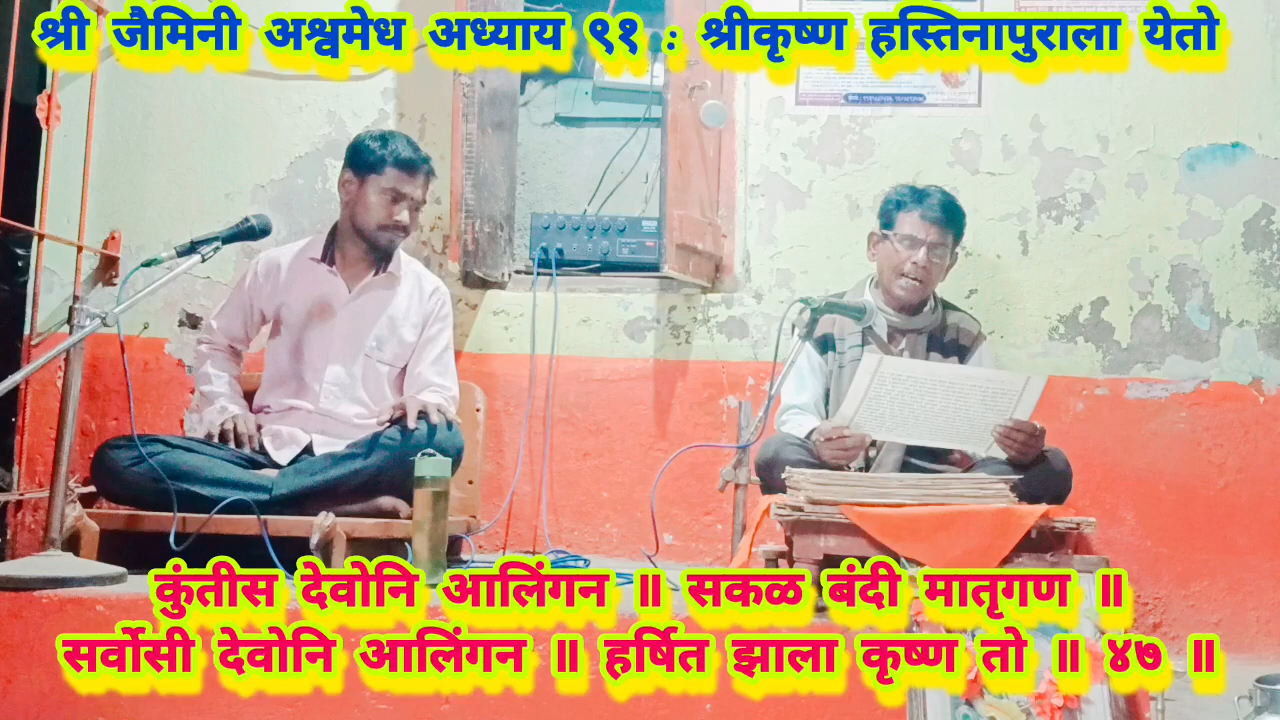 श्री जैमिनी अश्वमेध अध्याय ९१ : श्रीकृष्ण हस्तिनापुराला येतो
कुंतीस देवोनि आलिंगन ॥ सकळ बंदी मातृगण ॥
सर्वोसी देवोनि आलिंगन ॥ हर्षित झाला कृष्ण तो ॥ ४७ ॥